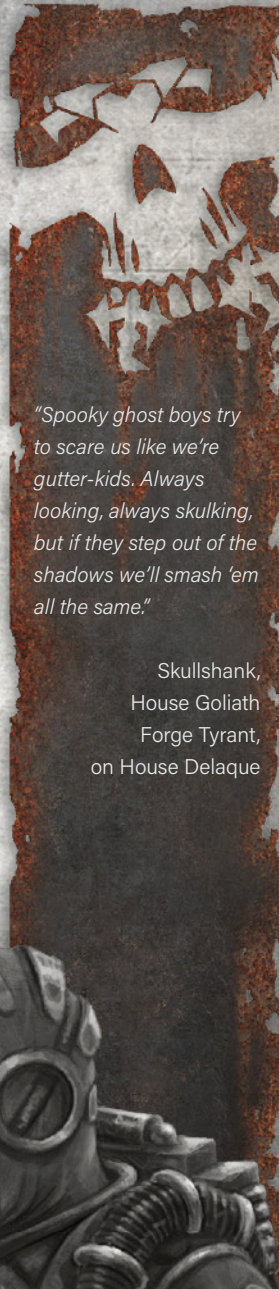 “Spooky ghost boys try
to scare us like we’re
gutter-kids. Always
looking, always skulking,
but if they step out of the
shadows we’ll smash ’em
all the same.”
Skullshank,
House Goliath
Forge Tyrant,
on House Delaque